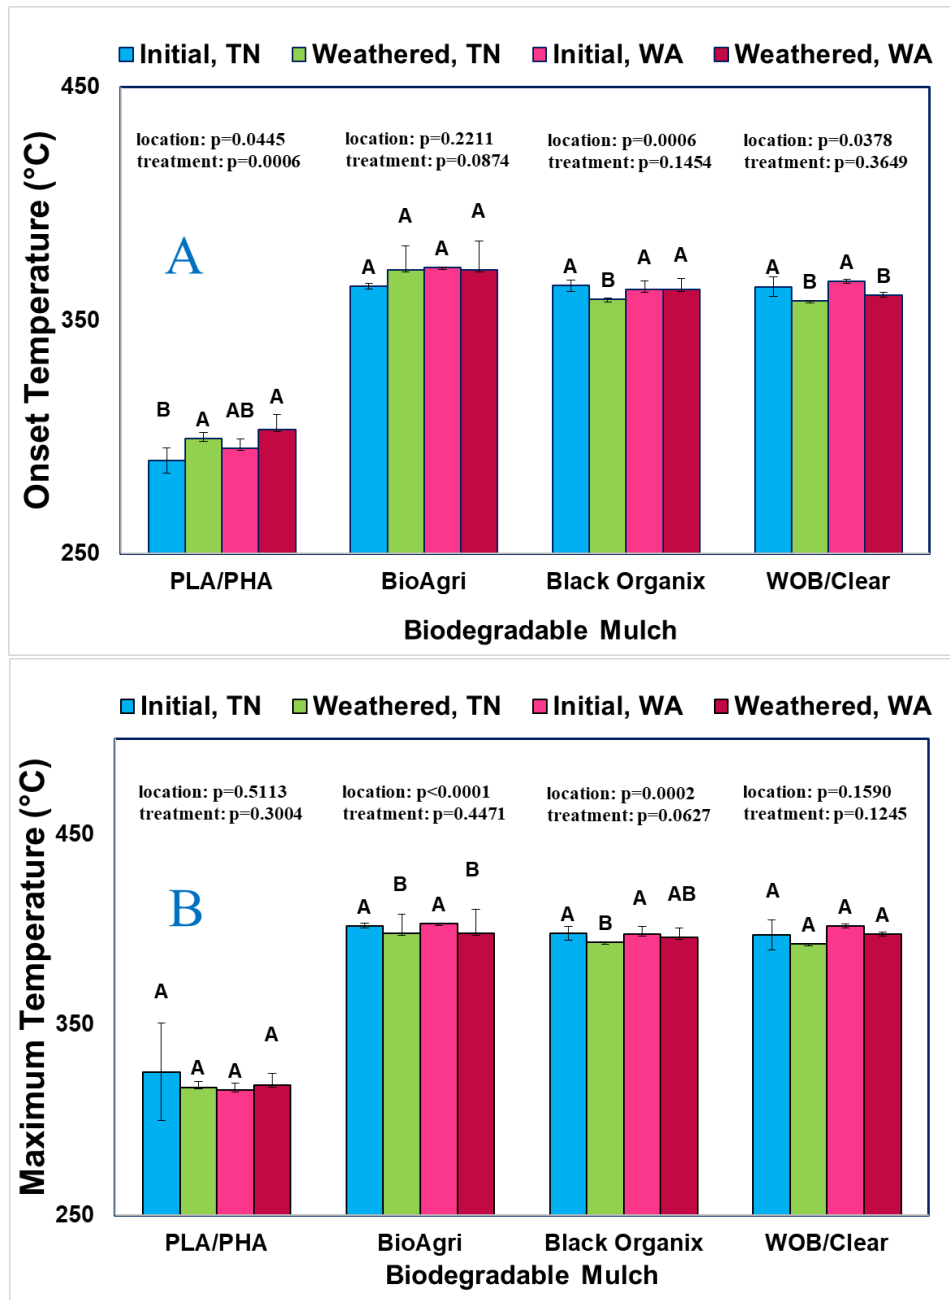 Initial, TN Weathered, TN Initial, WA Weathered, WA
450
location: p=0.0445 location: p=0.2211 location: p=0.0006 location: p=0.0378
treatment: p=0.0006 treatment: p=0.0874 treatment: p=0.1454 treatment: p=0.3649
Onset Temperature (°C)
A
A A
A A A A A A
B B B
350
B A AB A
250
PLA/PHA BioAgri Black Organix WOB/Clear
Biodegradable Mulch
Initial, TN Weathered, TN Initial, WA Weathered, WA
location: p=0.5113 location: p<0.0001 location: p=0.0002 location: p=0.1590
treatment: p=0.3004 treatment: p=0.4471 treatment: p=0.0627 treatment: p=0.1245
Maximum Temperature (°C)
450
B
A B A B A B A AB A A A A
350
A A A A
250
PLA/PHA BioAgri Black Organix WOB/Clear
Biodegradable Mulch